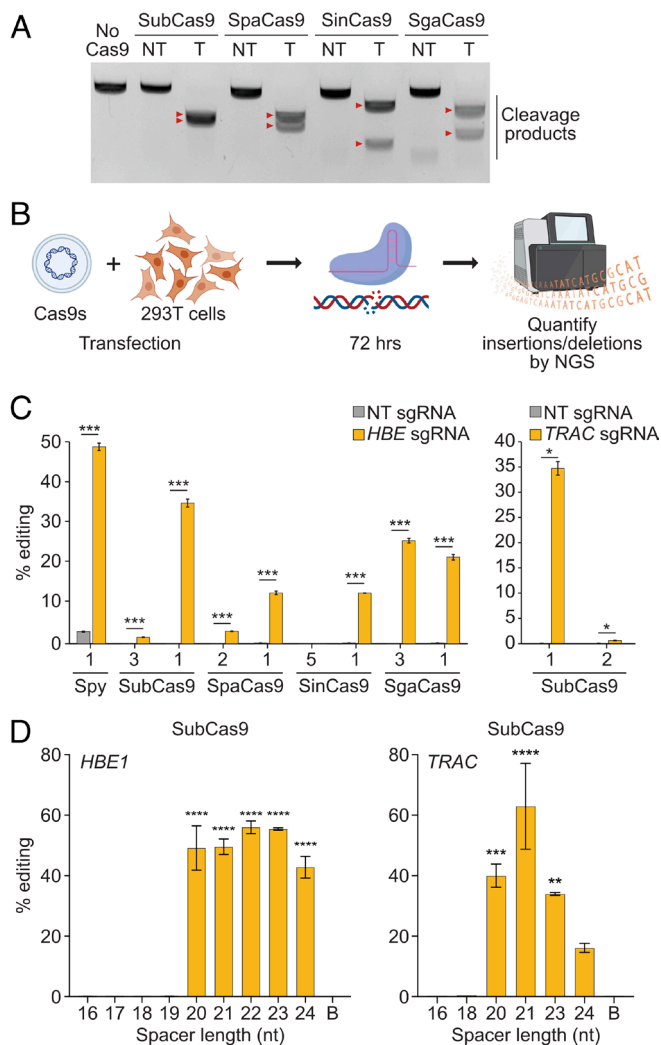 A
No Cas9
SubCas9 SpaCas9 SinCas9 SgaCas9
NT T NT T NT T NT T
Cleavage
products
B
Cas9s
293T cells
Transfection
72 hrs
Quantify
insertions/deletions
by NGS
C
NT sgRNA
HBE sgRNA
% editing
50
40
30
20
10
0
*** *** *** *** *** *** *** ***
1 3 1 2 1 5 1 3 1
Spy SubCas9 SpaCas9 SinCas9 SgaCas9
NT sgRNA
TRAC sgRNA
% editing
40
35
30
25
20
15
10
5
0
* *
1 2
SubCas9
D
SubCas9
HBE1
% editing
80
60
40
20
0
**** **** **** **** ****
16 17 18 19 20 21 22 23 24 B
Spacer length (nt)
SubCas9
TRAC
% editing
80
60
40
20
0
*** **** **
16 18 20 21 23 24 B
Spacer length (nt)